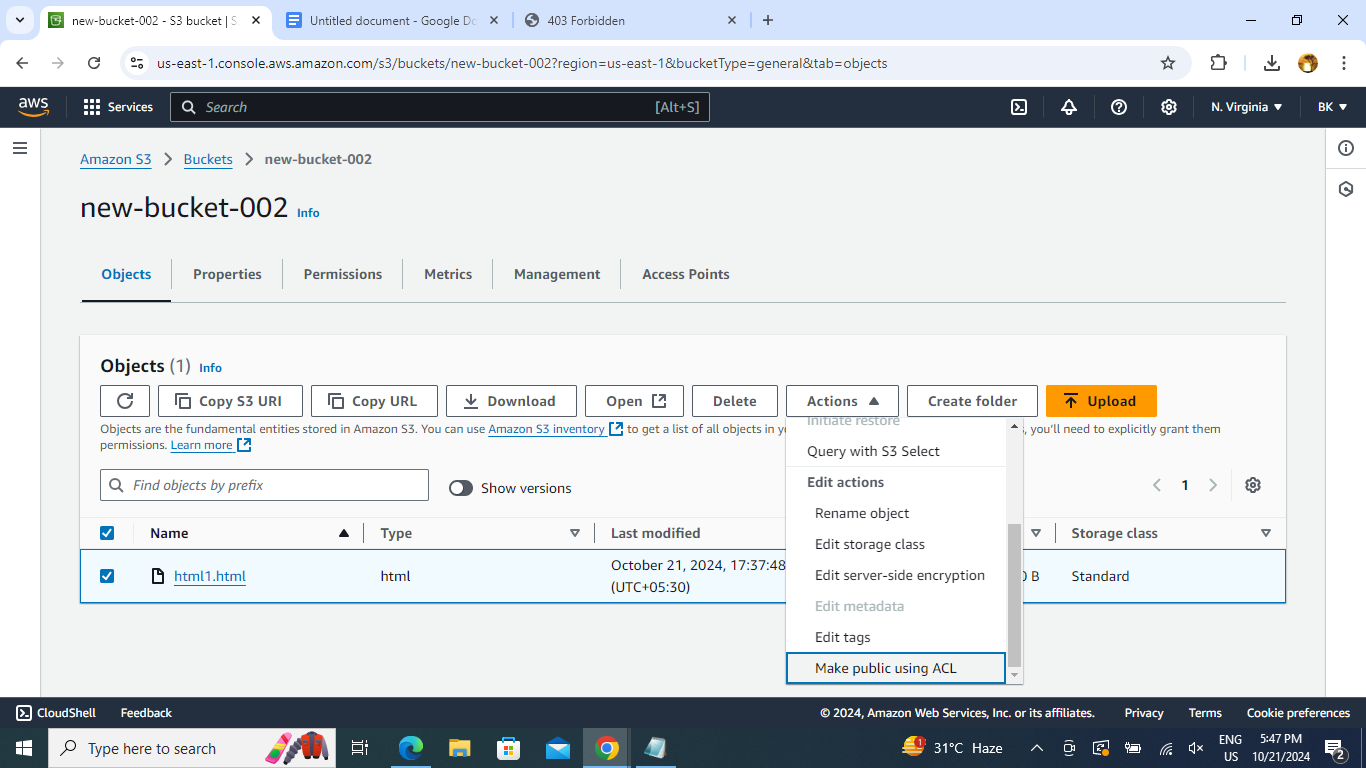 new-bucket-002 - S3 bucket | S
Untitled document - Google Do
403 Forbidden
us-east-1.console.aws.amazon.com/s3/buckets/new-bucket-002?region=us-east-1&bucketType=general&tab=objects
aws
Services
Search
[Alt+S]
N. Virginia
BK
Amazon S3
Buckets
new-bucket-002
new-bucket-002 Info
Objects
Properties
Permissions
Metrics
Management
Access Points
Objects (1) Info
Copy S3 URI
Copy URL
Download
Open
Delete
Actions
Create folder
Upload
Objects are the fundamental entities stored in Amazon S3. You can use Amazon S3 inventory to get a list of all objects in y
, you'll need to explicitly grant them
permissions. Learn more
Initiate restore
Query with S3 Select
Edit actions
Rename object
Edit storage class
Edit server-side encryption
Edit metadata
Edit tags
Make public using ACL
Find objects by prefix
Show versions
1
Name
Type
Last modified
Storage class
html1.html
html
October 21, 2024, 17:37:48
(UTC+05:30)
0 B
Standard
CloudShell
Feedback
© 2024, Amazon Web Services, Inc. or its affiliates.
Privacy
Terms
Cookie preferences
Type here to search
1
31°C Haze
ENG
US
5:47 PM
10/21/2024
2